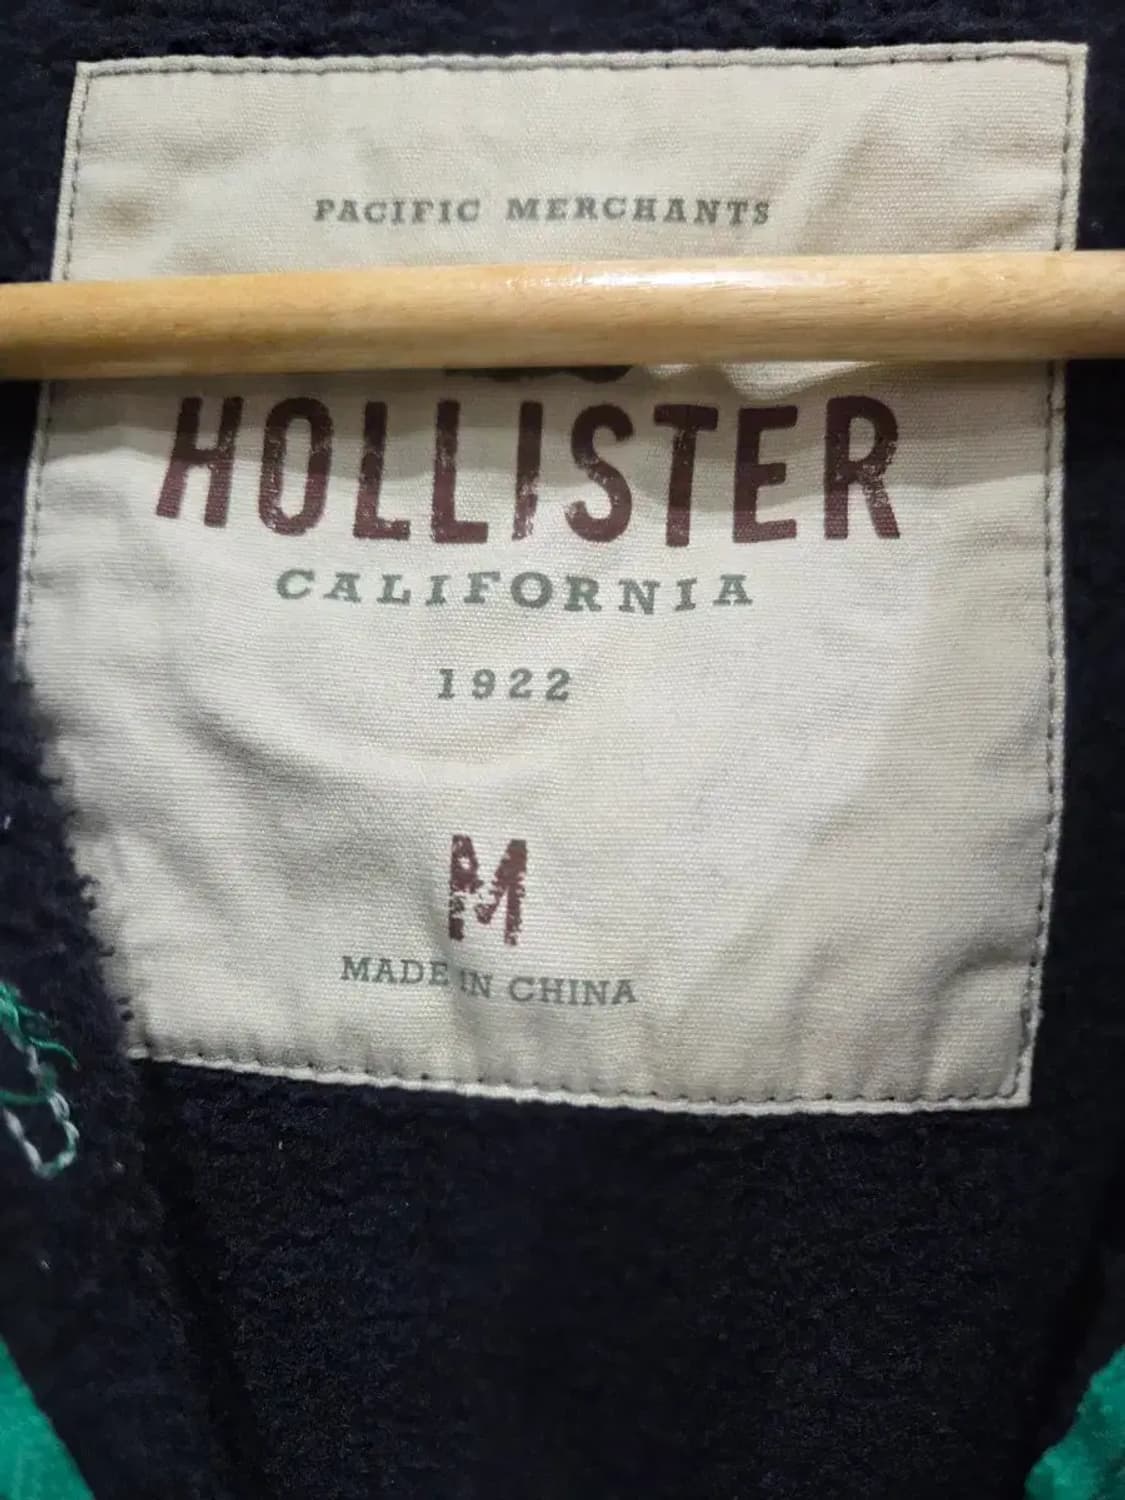 PACIFIC MERCHANTS
HOLLISTER
CALIFORNIA
1922
M
MADE IN CHINA